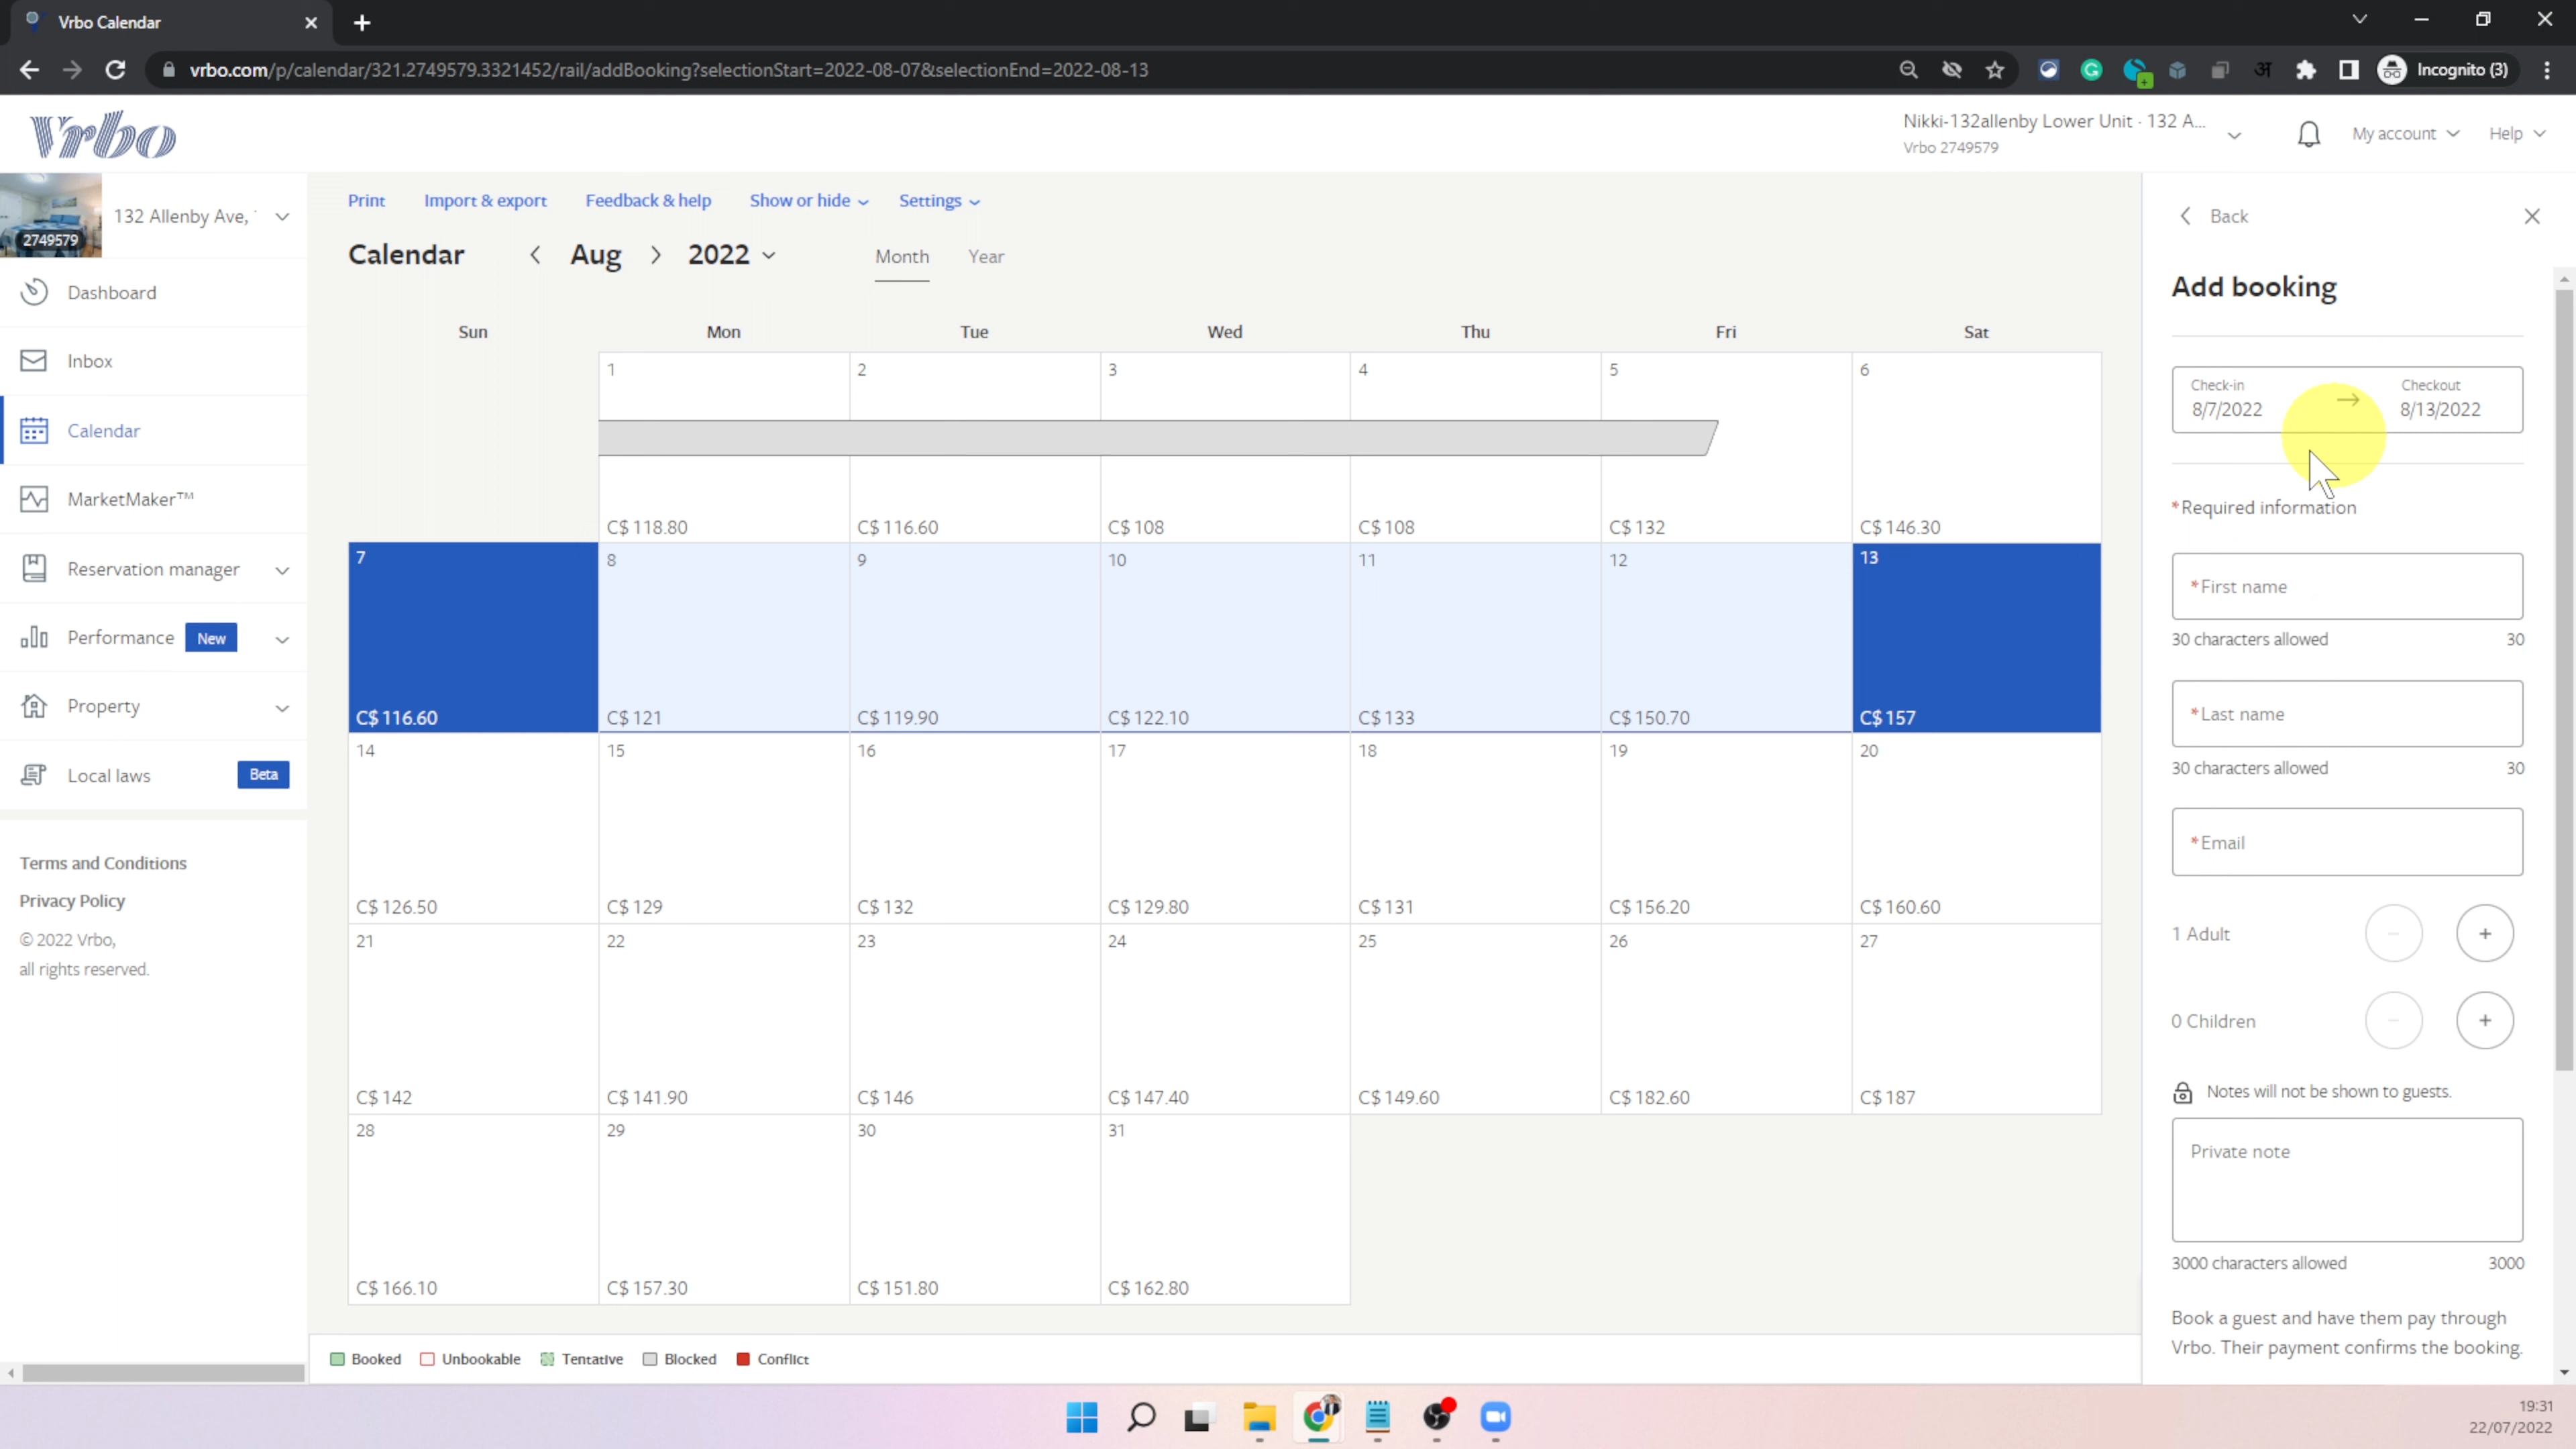 Vrbo Calendar
vrbo.com/p/calendar/321.2749579.3321452/rail/addBooking?selectionStart=2022-08-07&selectionEnd=2022-08-13
Incognito (3)
Vrbo
Nikki-132allenby Lower Unit · 132 A...
Vrbo 2749579
My account
Help
2749579
132 Allenby Ave,
Dashboard
Inbox
Calendar
MarketMaker™
Reservation manager
Performance New
Property
Local laws Beta
Terms and Conditions
Privacy Policy
© 2022 Vrbo,
all rights reserved.
Print Import & export Feedback & help Show or hide Settings
Calendar Aug 2022 Month Year
Sun Mon Tue Wed Thu Fri Sat
1 2 3 4 5 6
C$ 118.80 C$ 116.60 C$ 108 C$ 108 C$ 132 C$ 146.30
7 8 9 10 11 12 13
C$ 116.60 C$ 121 C$ 119.90 C$ 122.10 C$ 133 C$ 150.70 C$ 157
14 15 16 17 18 19 20
C$ 126.50 C$ 129 C$ 132 C$ 129.80 C$ 131 C$ 156.20 C$ 160.60
21 22 23 24 25 26 27
C$ 142 C$ 141.90 C$ 146 C$ 147.40 C$ 149.60 C$ 182.60 C$ 187
28 29 30 31
C$ 166.10 C$ 157.30 C$ 151.80 C$ 162.80
Booked Unbookable Tentative Blocked Conflict
Back
Add booking
Check-in Checkout
8/7/2022 8/13/2022
*Required information
*First name
30 characters allowed 30
*Last name
30 characters allowed 30
*Email
1 Adult
0 Children
Notes will not be shown to guests.
Private note
3000 characters allowed 3000
Book a guest and have them pay through
Vrbo. Their payment confirms the booking.
19:31
22/07/2022